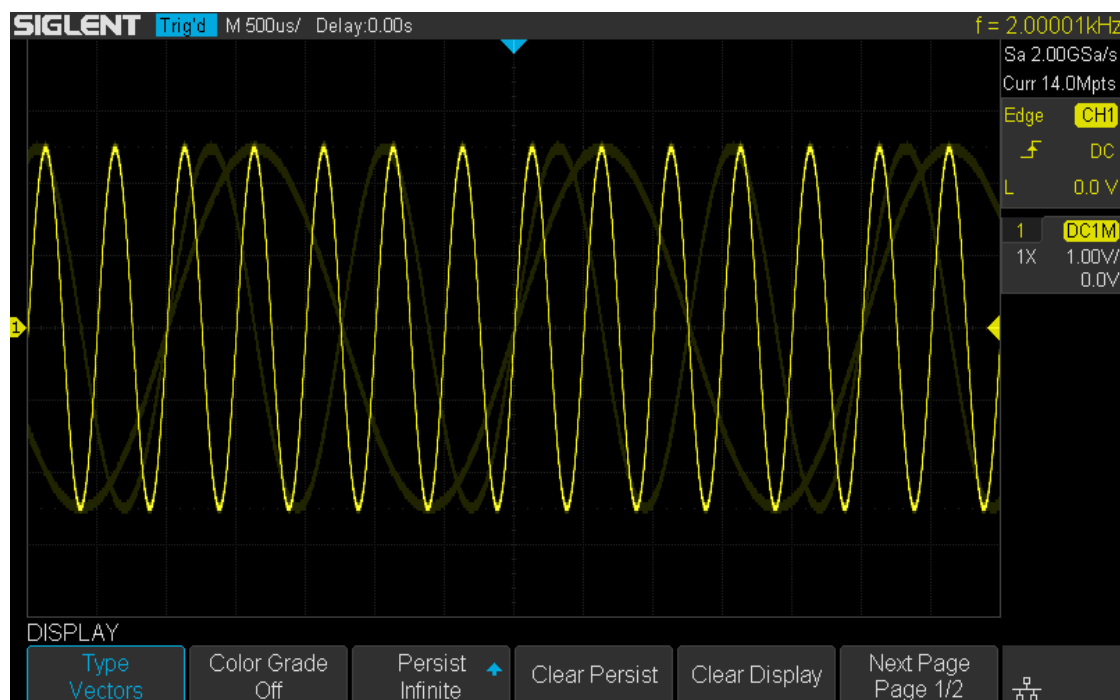 SIGLENT Trig'd M 500us/ Delay:0.00s f = 2.00001kHz
Sa 2.00GSa/s
Curr 14.0Mpts
Edge CH1
DC
L 0.0 V
1 DC1M
1X 1.00V/
0.0V
1
DISPLAY
Type
Vectors
Color Grade
Off
Persist
Infinite
Clear Persist
Clear Display
Next Page
Page 1/2